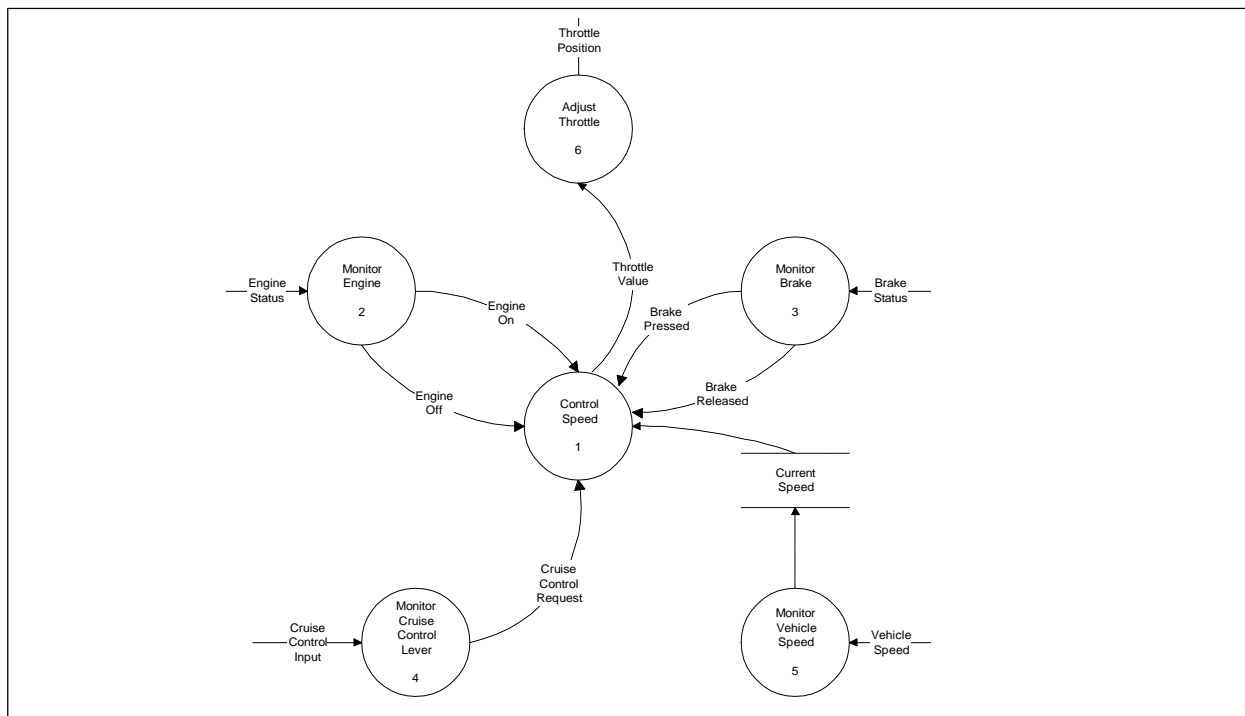 Throttle
Position
Adjust
Throttle
6
Throttle
Value
Engine
Status
Monitor
Engine
2
Engine
On
Engine
Off
Brake
Pressed
Monitor
Brake
3
Brake
Status
Brake
Released
Control
Speed
1
Current
Speed
Cruise
Control
Request
Cruise
Control
Input
Monitor
Cruise
Control
Lever
4
Monitor
Vehicle
Speed
5
Vehicle
Speed